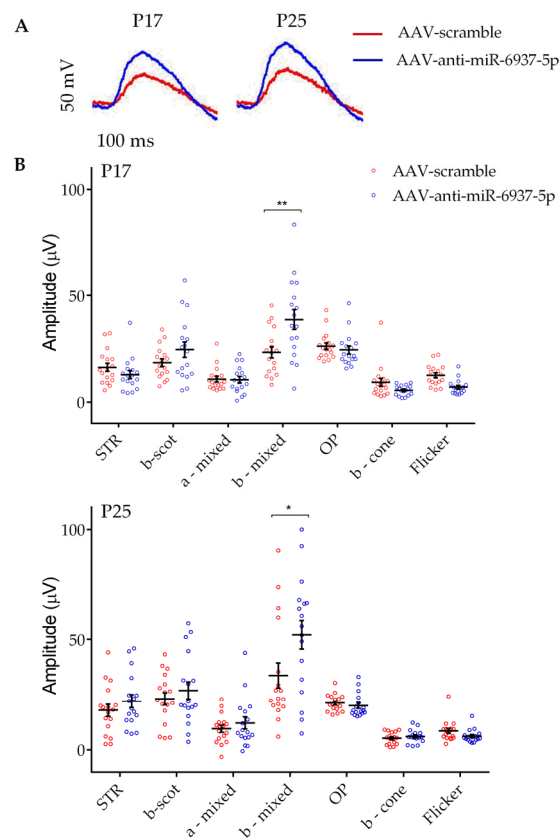 A
P17
P25
AAV-scramble
AAV-anti-miR-6937-5p
50 mV
100 ms
B
P17
AAV-scramble
AAV-anti-miR-6937-5p
**
100
50
0
Amplitude (µV)
STR
b-scot
a - mixed
b - mixed
OP
b - cone
Flicker
P25
*
100
50
0
Amplitude (µV)
STR
b-scot
a - mixed
b - mixed
OP
b - cone
Flicker